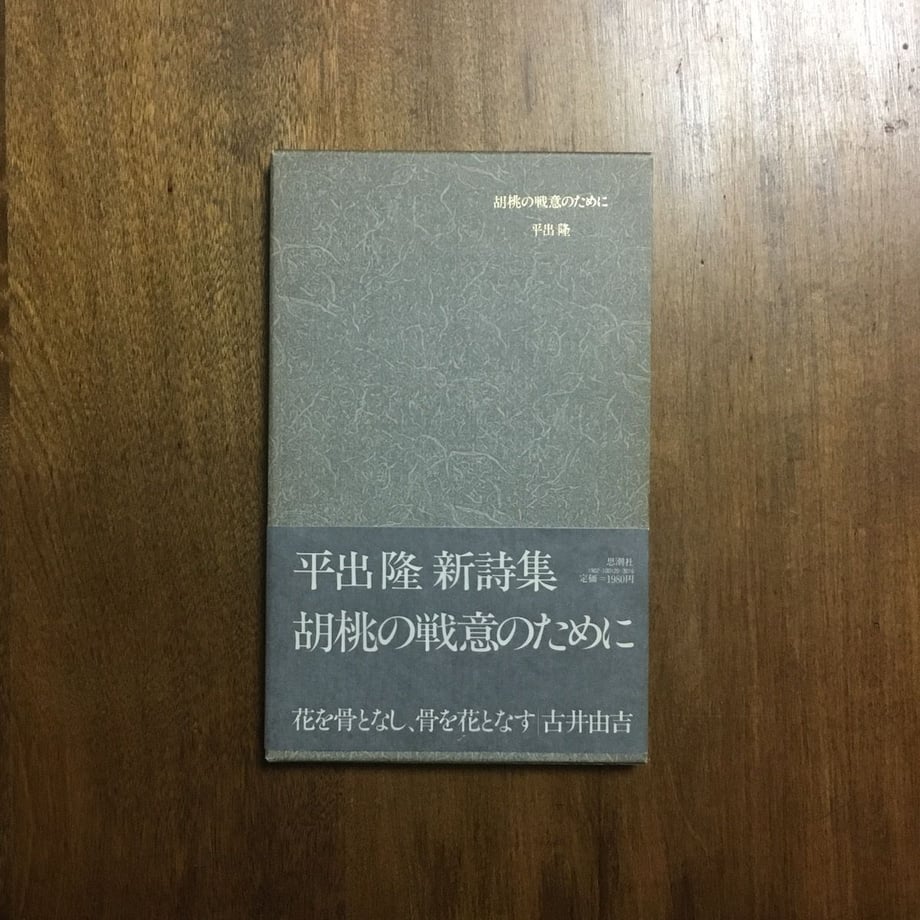 胡桃の戦意のために
平出 隆
平出 隆 新詩集
思潮社
定価=1980円
胡桃の戦意のために
花を骨となし、骨を花となす|古井由吉